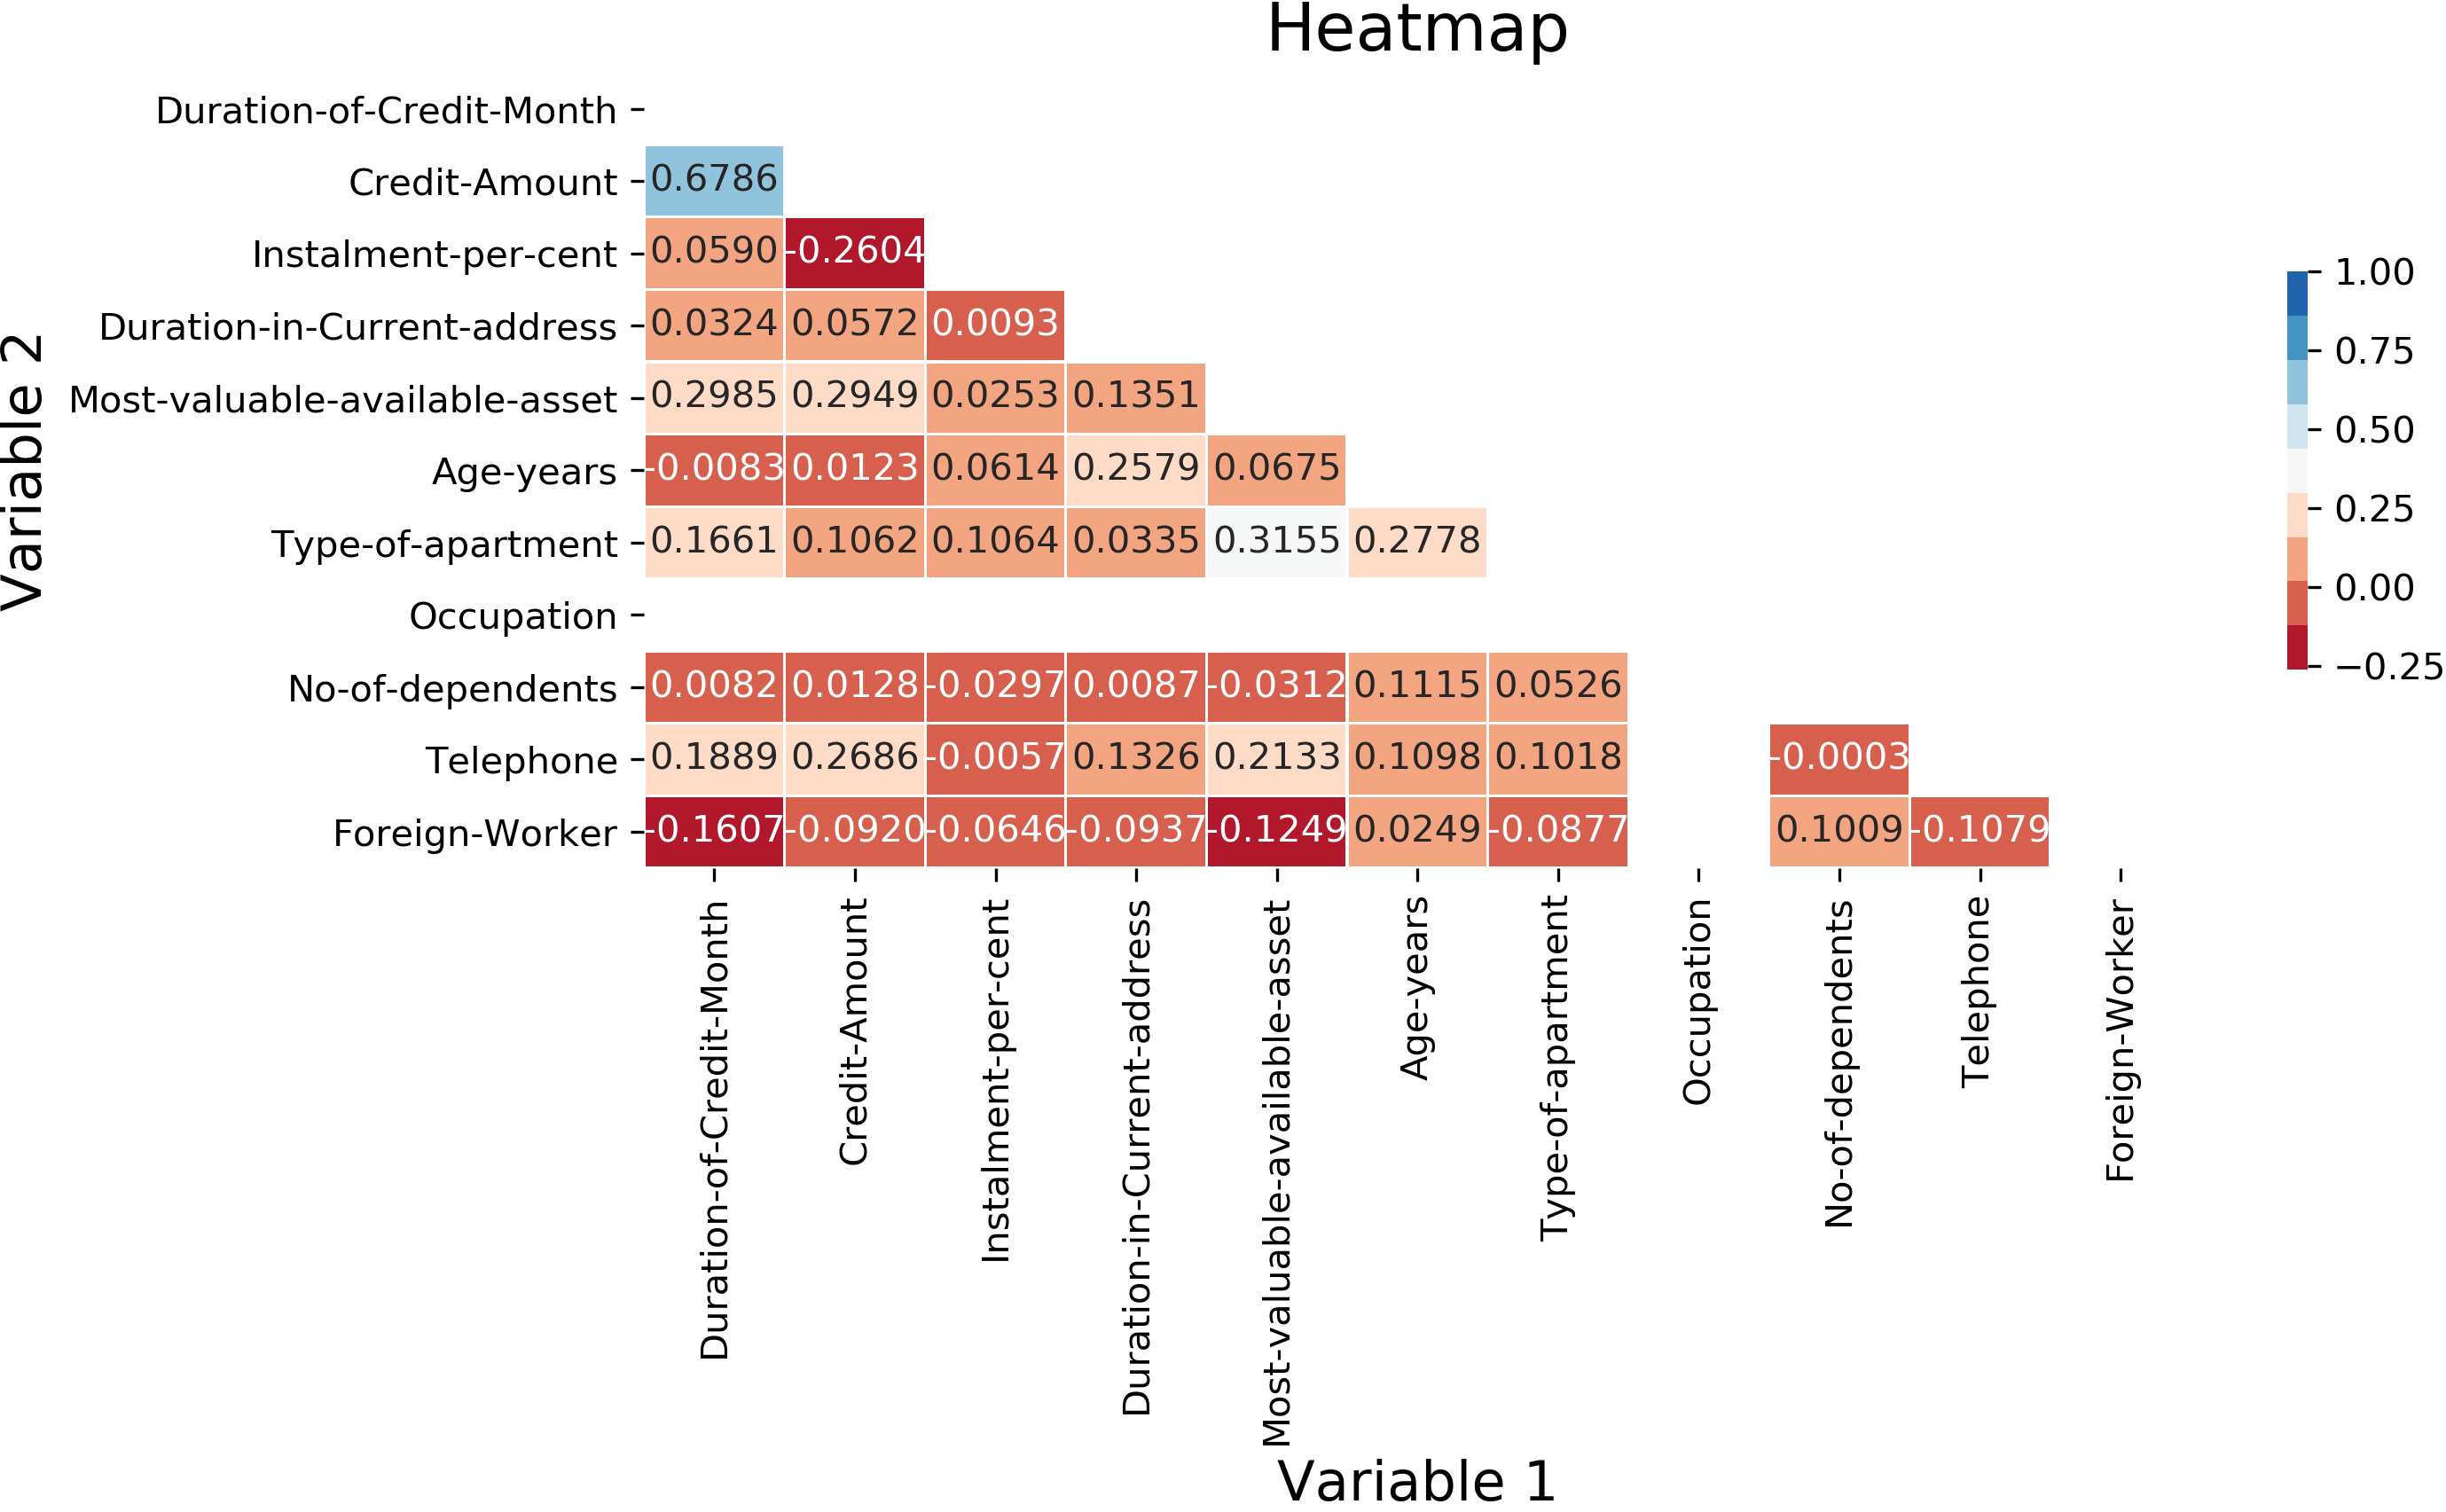 Heatmap
Variable 2
Duration-of-Credit-Month
Credit-Amount 0.6786
Instalment-per-cent 0.0590 -0.2604
Duration-in-Current-address 0.0324 0.0572 0.0093
Most-valuable-available-asset 0.2985 0.2949 0.0253 0.1351
Age-years -0.0083 0.0123 0.0614 0.2579 0.0675
Type-of-apartment 0.1661 0.1062 0.1064 0.0335 0.3155 0.2778
Occupation
No-of-dependents 0.0082 0.0128 -0.0297 0.0087 -0.0312 0.1115 0.0526
Telephone 0.1889 0.2686 -0.0057 0.1326 0.2133 0.1098 0.1018 -0.0003
Foreign-Worker -0.1607 -0.0920 -0.0646 -0.0937 -0.1249 0.0249 -0.0877 0.1009 -0.1079
Duration-of-Credit-Month
Credit-Amount
Instalment-per-cent
Duration-in-Current-address
Most-valuable-available-asset
Age-years
Type-of-apartment
Occupation
No-of-dependents
Telephone
Foreign-Worker
Variable 1
1.00
0.75
0.50
0.25
0.00
−0.25